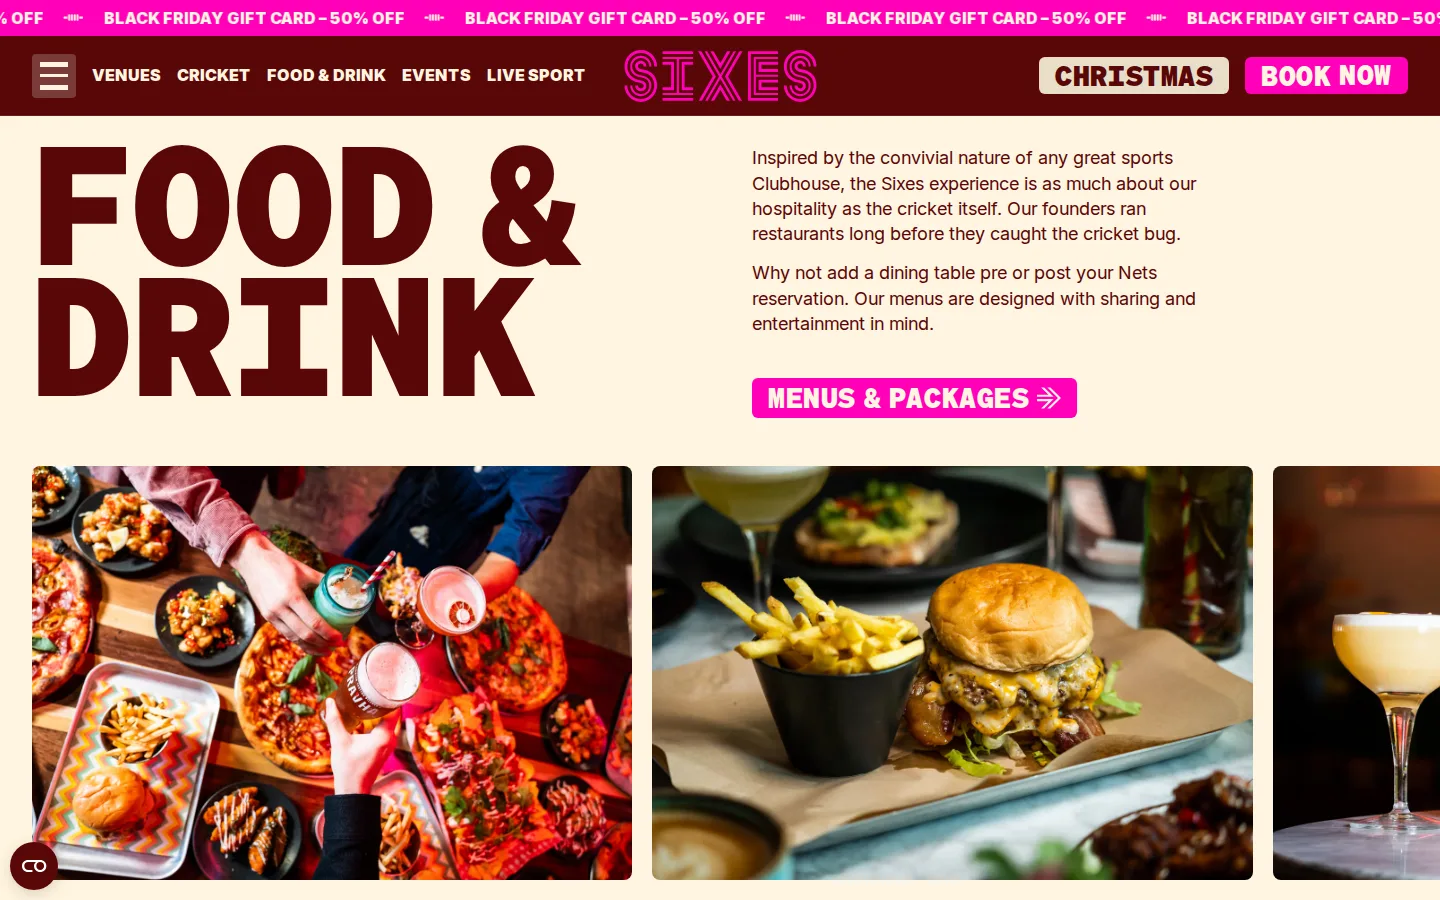 % OFF BLACK FRIDAY GIFT CARD – 50% OFF BLACK FRIDAY GIFT CARD – 50% OFF BLACK FRIDAY GIFT CARD – 50% OFF BLACK FRIDAY GIFT CARD – 50%
VENUES CRICKET FOOD & DRINK EVENTS LIVE SPORT SIXES CHRISTMAS BOOK NOW
FOOD &
DRINK
Inspired by the convivial nature of any great sports
Clubhouse, the Sixes experience is as much about our
hospitality as the cricket itself. Our founders ran
restaurants long before they caught the cricket bug.
Why not add a dining table pre or post your Nets
reservation. Our menus are designed with sharing and
entertainment in mind.
MENUS & PACKAGES